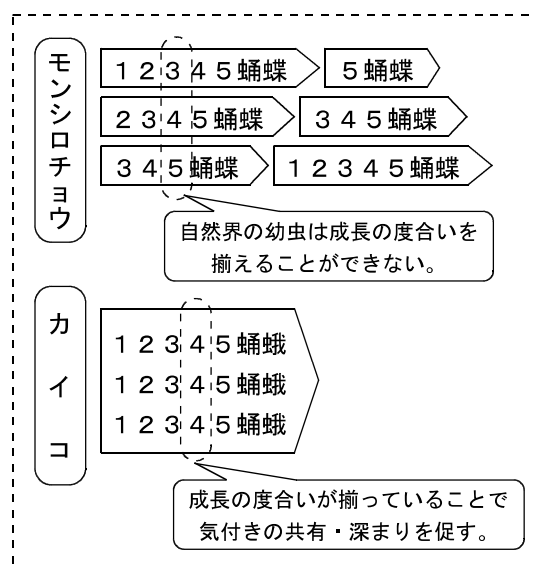 モンシロチョウ
１２３４５蛹蝶
５蛹蝶
２３４５蛹蝶
３４５蛹蝶
３４５蛹蝶
１２３４５蛹蝶
自然界の幼虫は成長の度合いを
揃えることができない。
カイコ
１２３４５蛹蛾
１２３４５蛹蛾
１２３４５蛹蛾
成長の度合いが揃っていることで
気付きの共有・深まりを促す。